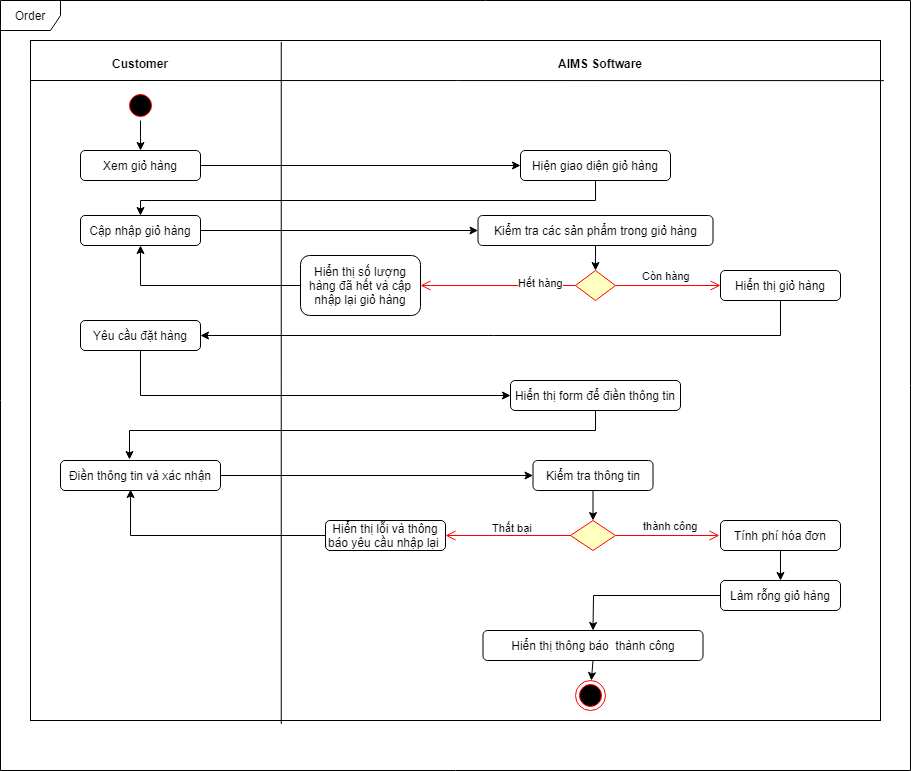 Order
Customer
AIMS Software
Xem giỏ hàng
Hiện giao diện giỏ hàng
Cập nhập giỏ hàng
Kiểm tra các sản phẩm trong giỏ hàng
Hiển thị số lượng
hàng đã hết và cập
nhập lại giỏ hàng
Hết hàng
Còn hàng
Hiển thị giỏ hàng
Yêu cầu đặt hàng
Hiển thị form để điền thông tin
Điền thông tin và xác nhận
Kiểm tra thông tin
Hiển thị lỗi và thông
báo yêu cầu nhập lại
Thất bại
thành công
Tính phí hóa đơn
Làm rỗng giỏ hàng
Hiển thị thông báo thành công